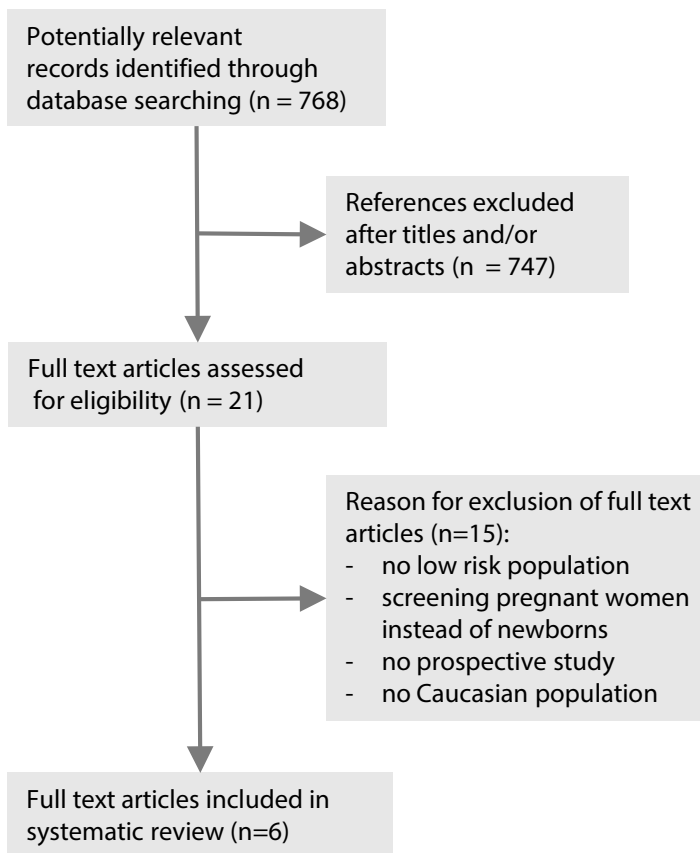 Potentially relevant
records identified through
database searching (n = 768)
References excluded
after titles and/or
abstracts (n = 747)
Full text articles assessed
for eligibility (n = 21)
Reason for exclusion of full text
articles (n=15):
- no low risk population
- screening pregnant women
instead of newborns
- no prospective study
- no Caucasian population
Full text articles included in
systematic review (n=6)